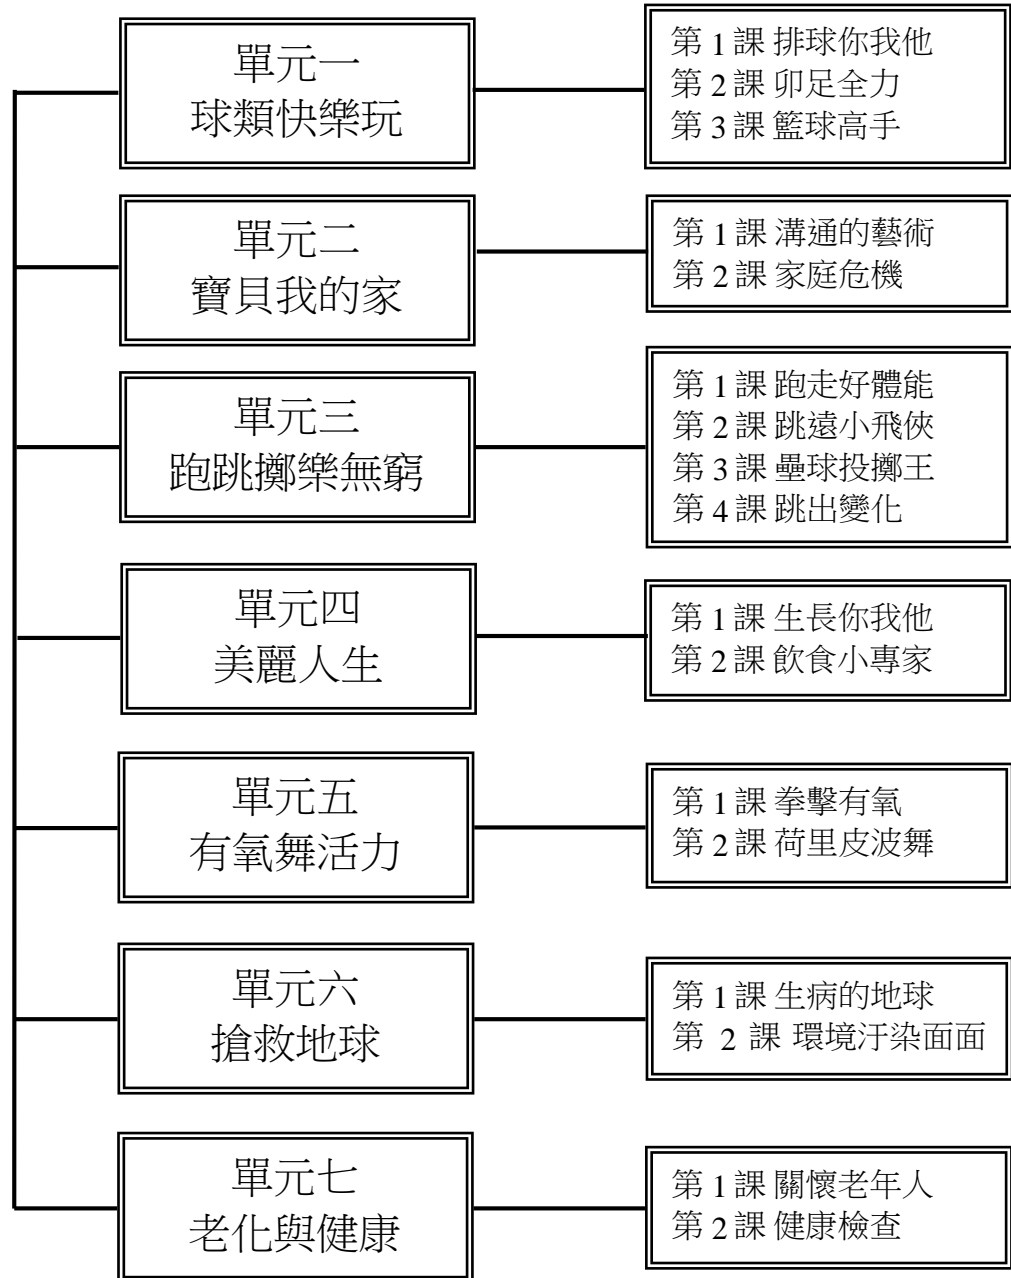 單元一
球類快樂玩
第 1 課 排球你我他
第 2 課 卯足全力
第 3 課 籃球高手
單元二
寶貝我的家
第 1 課 溝通的藝術
第 2 課 家庭危機
單元三
跑跳擲樂無窮
第 1 課 跑走好體能
第 2 課 跳遠小飛俠
第 3 課 壘球投擲王
第 4 課 跳出變化
單元四
美麗人生
第 1 課 生長你我他
第 2 課 飲食小專家
單元五
有氧舞活力
第 1 課 拳擊有氧
第 2 課 荷里皮波舞
單元六
搶救地球
第 1 課 生病的地球
第 2 課 環境汙染面面
單元七
老化與健康
第 1 課 關懷老年人
第 2 課 健康檢查